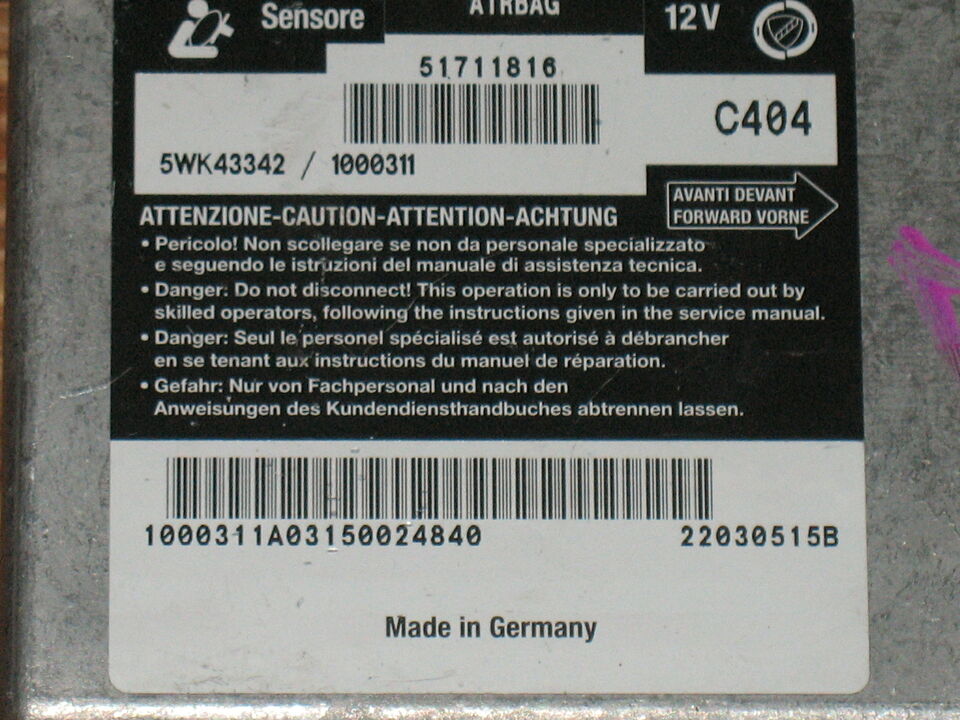 Sensore
AIRBAG
12V
51711816
C404
5WK43342 / 1000311
AVANTI DEVANT
FORWARD VORNE
ATTENZIONE-CAUTION-ATTENTION-ACHTUNG
• Pericolo! Non scollegare se non da personale specializzato
e seguendo le istruzioni del manuale di assistenza tecnica.
• Danger: Do not disconnect! This operation is only to be carried out by
skilled operators, following the instructions given in the service manual.
• Danger: Seul le personel spécialisé est autorisé à débrancher
en se tenant aux instructions du manuel de réparation.
• Gefahr: Nur von Fachpersonal und nach den
Anweisungen des Kundendiensthandbuches abtrennen lassen.
1000311A03150024840
22030515B
Made in Germany